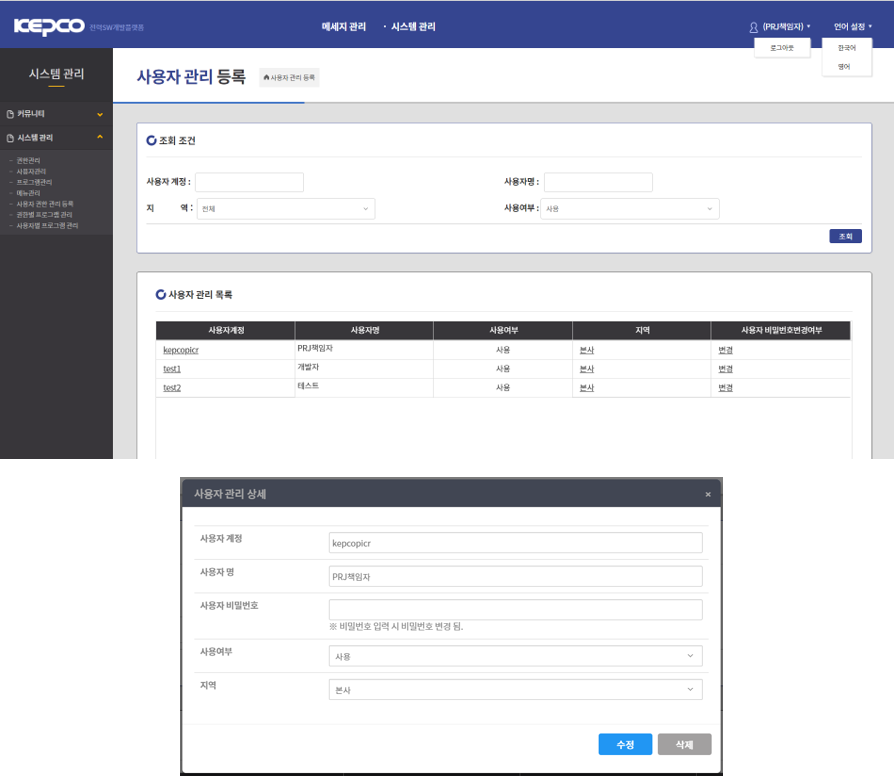 KEPCO 전력SW개발플랫폼
메세지 관리 · 시스템 관리
(PRJ책임자) 언어 설정
로그아웃 한국어
영어
시스템 관리
사용자 관리 등록 사용자 관리 등록
커뮤니티
시스템 관리
- 권한관리
- 사용자관리
- 프로그램관리
- 메뉴관리
- 사용자 권한 관리 등록
- 권한별 프로그램 관리
- 사용자별 프로그램 관리
조회 조건
사용자 계정 : 사용자명 :
지 역 : 전체 사용여부 : 사용
조회
사용자 관리 목록
사용자계정 사용자명 사용여부 지역 사용자 비밀번호변경여부
kepcopicr PRJ책임자 사용 본사 변경
test1 개발자 사용 본사 변경
test2 테스트 사용 본사 변경
사용자 관리 상세 ×
사용자 계정 kepcopicr
사용자 명 PRJ책임자
사용자 비밀번호
※ 비밀번호 입력 시 비밀번호 변경 됨.
사용여부 사용
지역 본사
수정 삭제